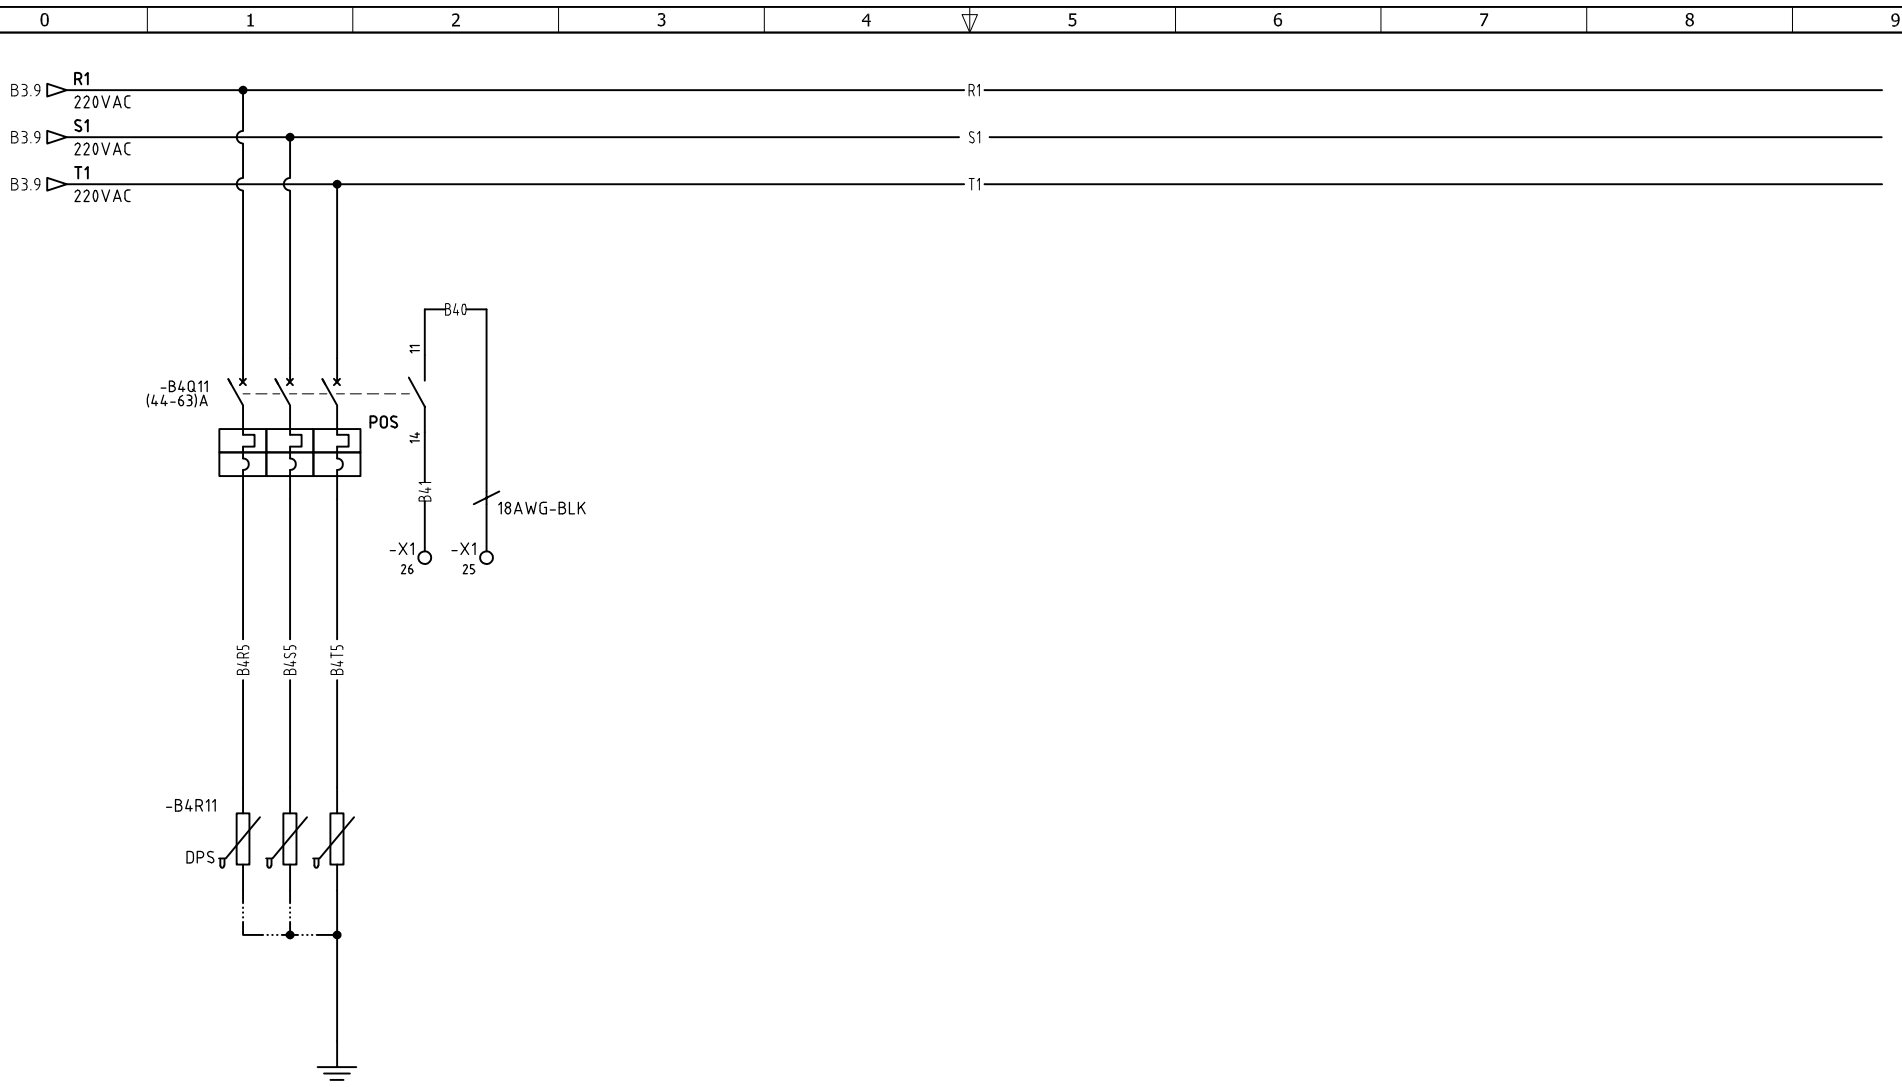 0 1 2 3 4 5 6 7 8 9
B3.9 R1 R1
220VAC
B3.9 S1 S1
220VAC
B3.9 T1 T1
220VAC
B40
11
-B4Q11
(44-63)A
POS
14
B41
18AWG-BLK
-X1 -X1
26 25
B4R5 B4S5 B4T5
-B4R11
DPS U U U